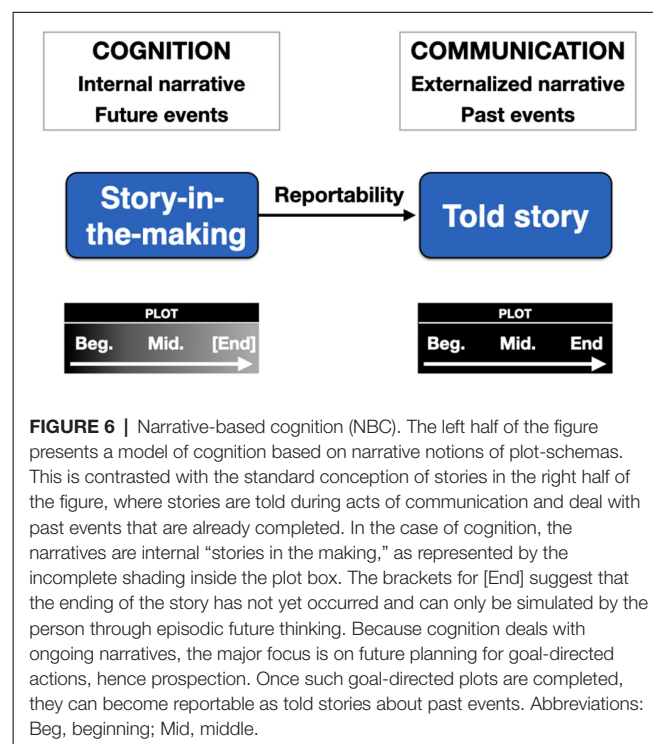 COGNITION
Internal narrative
Future events
COMMUNICATION
Externalized narrative
Past events
Story-in-
the-making
Reportability
Told story
PLOT
Beg. Mid. [End]
PLOT
Beg. Mid. End
FIGURE 6 | Narrative-based cognition (NBC). The left half of the figure
presents a model of cognition based on narrative notions of plot-schemas.
This is contrasted with the standard conception of stories in the right half of
the figure, where stories are told during acts of communication and deal with
past events that are already completed. In the case of cognition, the
narratives are internal “stories in the making,” as represented by the
incomplete shading inside the plot box. The brackets for [End] suggest that
the ending of the story has not yet occurred and can only be simulated by the
person through episodic future thinking. Because cognition deals with
ongoing narratives, the major focus is on future planning for goal-directed
actions, hence prospection. Once such goal-directed plots are completed,
they can become reportable as told stories about past events. Abbreviations:
Beg, beginning; Mid, middle.